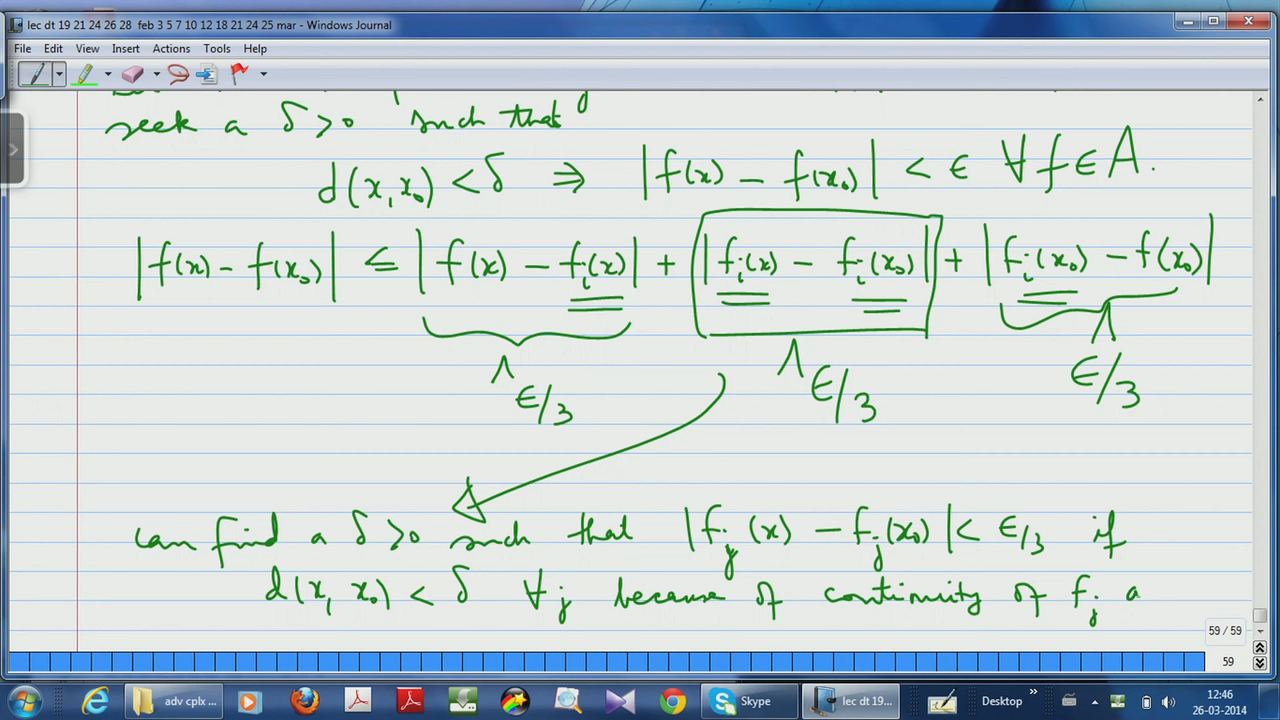 lec dt 19 21 24 26 28 feb 3 5 7 10 12 18 21 24 25 mar - Windows Journal
File Edit View Insert Actions Tools Help
seek a δ > 0 such that
d(x, x₀) < δ ⇒ |f(x) – f(x₀)| < ε ∀ f ∈ A.
|f(x) – f(x₀)| ≤ |f(x) – fᵢ(x)| + |fᵢ(x) – fᵢ(x₀)| + |fᵢ(x₀) – f(x₀)|
∧ ε/3 ∧ ε/3 ∧ ε/3
can find a δ > 0 such that |fⱼ(x) – fⱼ(x₀)| < ε/3 if
d(x, x₀) < δ ∀ j because of continuity of fⱼ a
59 / 59
59
adv cplx ... Skype lec dt 19... Desktop » 12:46
26-03-2014